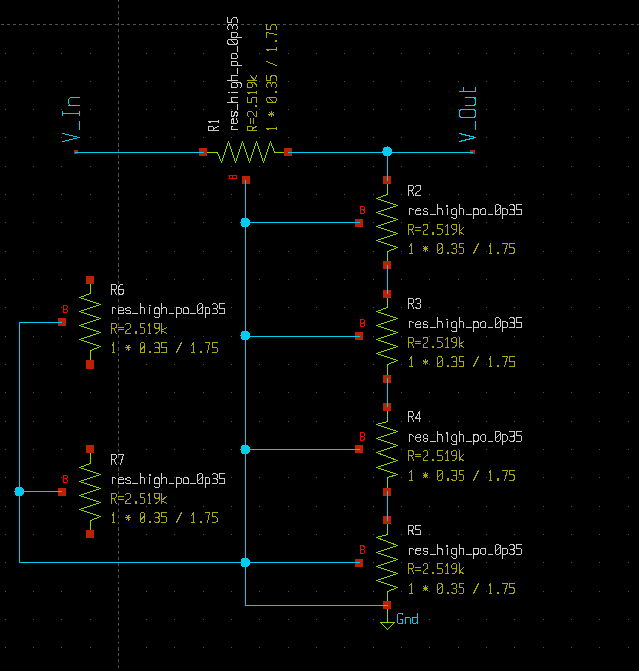 V_In
R1
res_high_po_0p35
R=2.519k
1 * 0.35 / 1.75
B
V_Out
R2
res_high_po_0p35
R=2.519k
1 * 0.35 / 1.75
B
R3
res_high_po_0p35
R=2.519k
1 * 0.35 / 1.75
B
R4
res_high_po_0p35
R=2.519k
1 * 0.35 / 1.75
B
R5
res_high_po_0p35
R=2.519k
1 * 0.35 / 1.75
B
Gnd
R6
res_high_po_0p35
R=2.519k
1 * 0.35 / 1.75
B
R7
res_high_po_0p35
R=2.519k
1 * 0.35 / 1.75
B